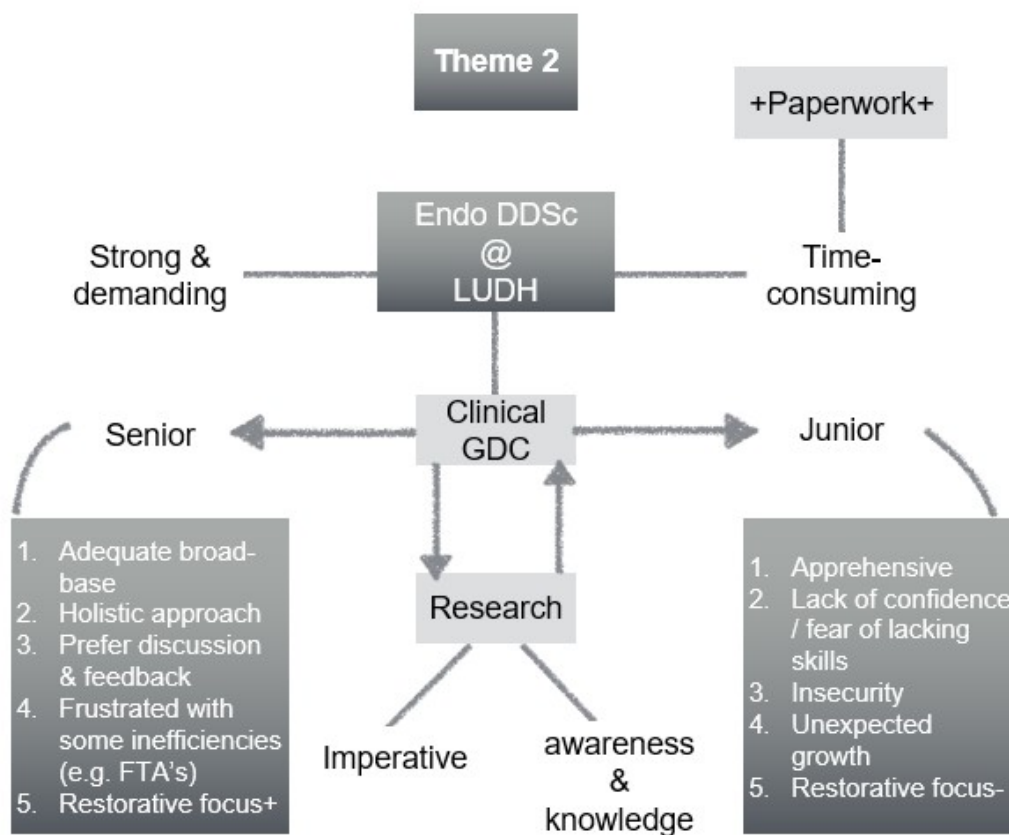 Theme 2
+Paperwork+
Endo DDSc
@
LUDH
Strong &
demanding
Time-
consuming
Clinical
GDC
Senior
Junior
1. Adequate broad-
base
2. Holistic approach
3. Prefer discussion
& feedback
4. Frustrated with
some inefficiencies
(e.g. FTA's)
5. Restorative focus+
Research
Imperative
awareness
&
knowledge
1. Apprehensive
2. Lack of confidence
/ fear of lacking
skills
3. Insecurity
4. Unexpected
growth
5. Restorative focus-